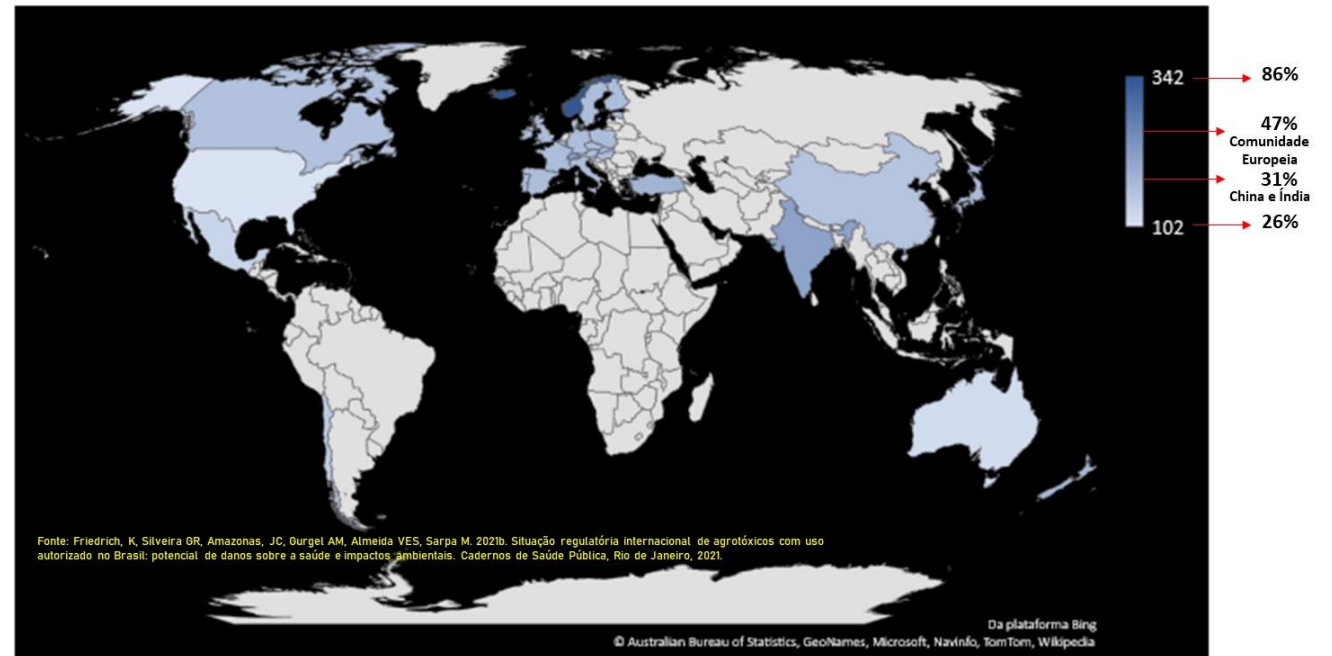 342
86%
47%
Comunidade
Europeia
31%
China e Índia
102
26%
Fonte: Friedrich, K, Silveira GR, Amazonas, JC, Gurgel AM, Almeida VES, Sarpa M. 2021b. Situação regulatória internacional de agrotóxicos com uso
autorizado no Brasil: potencial de danos sobre a saúde e impactos ambientais. Cadernos de Saúde Pública, Rio de Janeiro, 2021.
Da plataforma Bing
© Australian Bureau of Statistics, GeoNames, Microsoft, Navinfo, TomTom, Wikipedia